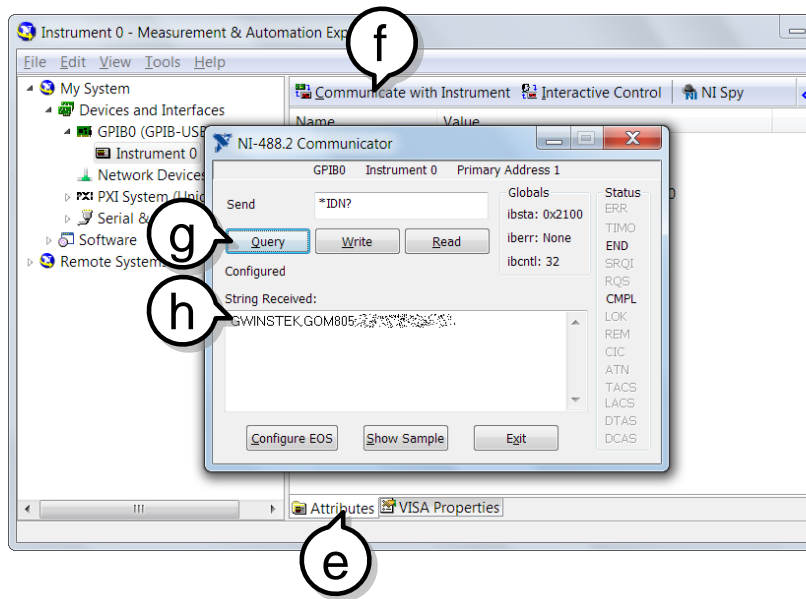 Instrument 0 - Measurement & Automation Exp
f
File Edit View Tools Help
My System
Devices and Interfaces
GPIB0 (GPIB-USB
Instrument 0
Network Devices
PXI PXI System
Serial &
Software
Remote Systems
Communicate with Instrument Interactive Control NI Spy
Name Value
NI-488.2 Communicator
GPIB0 Instrument 0 Primary Address 1
Send *IDN?
g
Query Write Read
Configured
h
String Received:
GWINSTEK,GOM805
Globals
ibsta: 0x2100
iberr: None
ibcntl: 32
Status
ERR
TIMO
END
SRQI
RQS
CMPL
LOK
REM
CIC
ATN
TACS
LACS
DTAS
DCAS
0
Configure EOS Show Sample Exit
Attributes VISA Properties
e